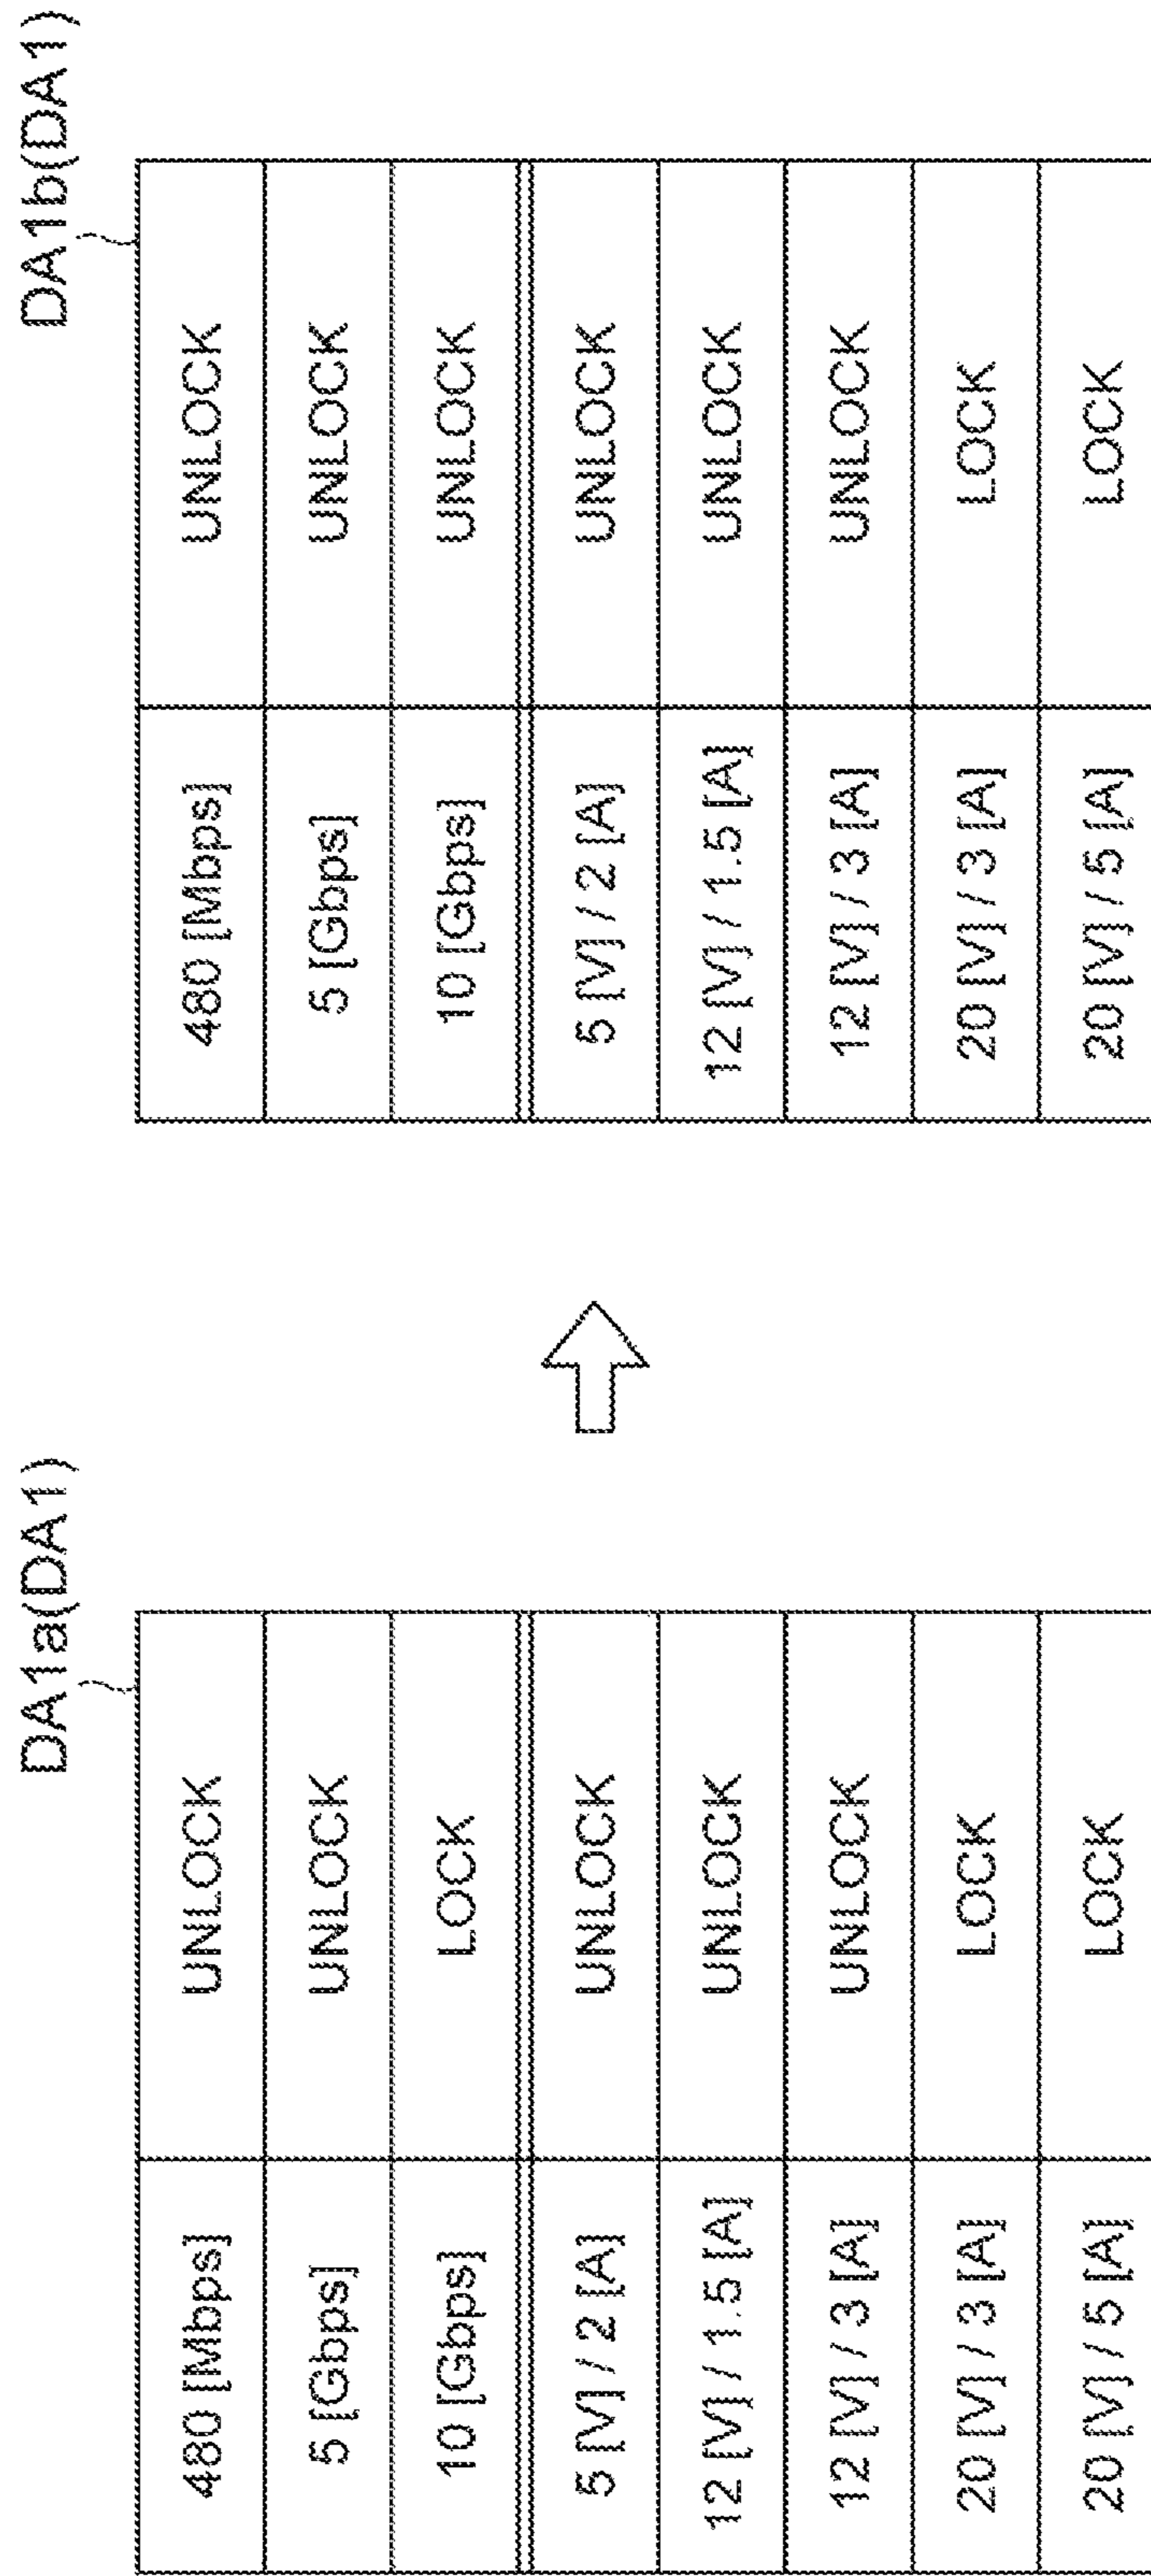 DA1a(DA1)
480 [Mbps] UNLOCK
5 [Gbps] UNLOCK
10 [Gbps] LOCK
5 [V] / 2 [A] UNLOCK
12 [V] / 1.5 [A] UNLOCK
12 [V] / 3 [A] UNLOCK
20 [V] / 3 [A] LOCK
20 [V] / 5 [A] LOCK
DA1b(DA1)
480 [Mbps] UNLOCK
5 [Gbps] UNLOCK
10 [Gbps] UNLOCK
5 [V] / 2 [A] UNLOCK
12 [V] / 1.5 [A] UNLOCK
12 [V] / 3 [A] UNLOCK
20 [V] / 3 [A] LOCK
20 [V] / 5 [A] LOCK